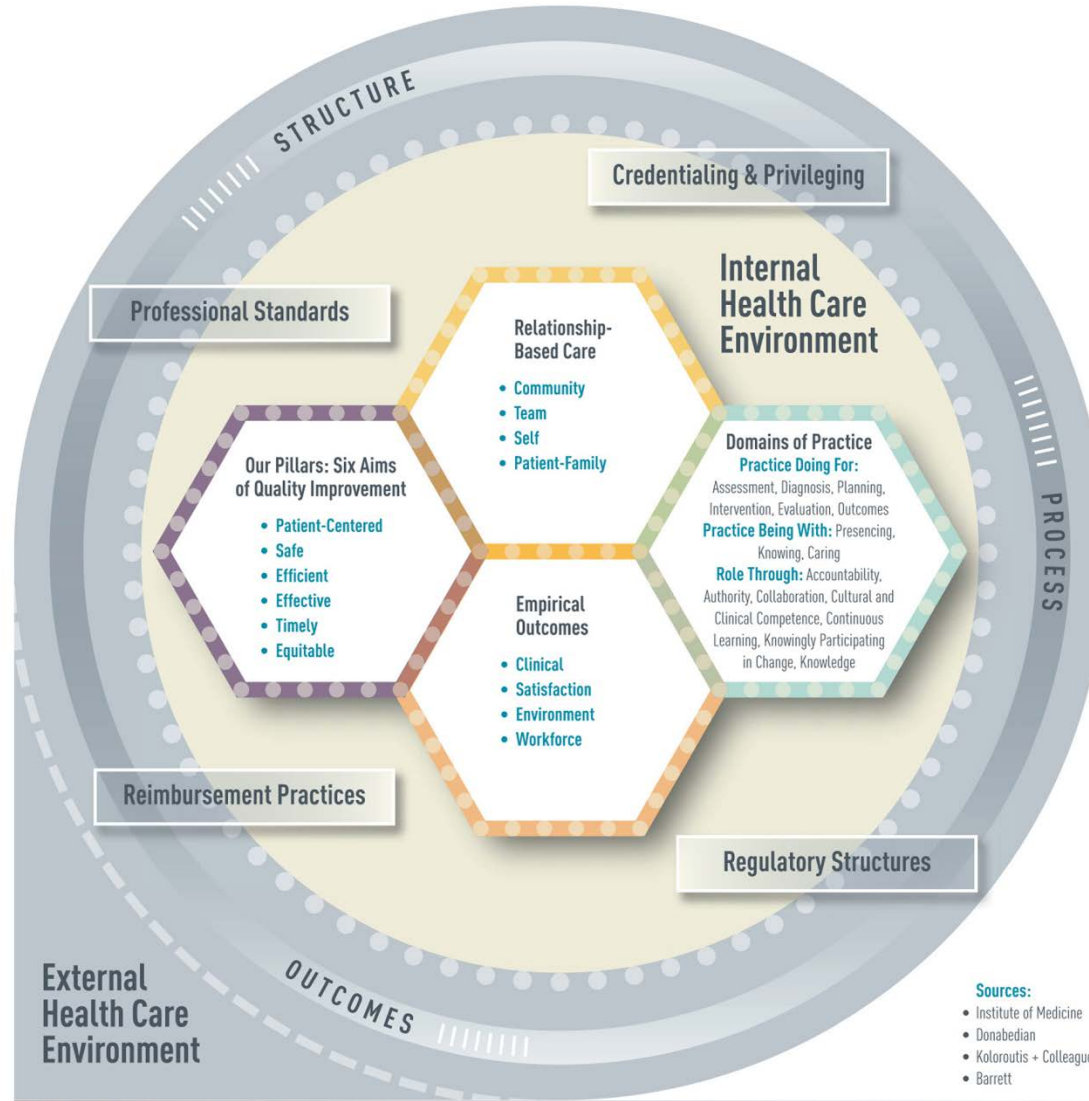 STRUCTURE
Credentialing & Privileging
Internal
Health Care
Environment
Professional Standards
Relationship-
Based Care
• Community
• Team
• Self
• Patient-Family
Our Pillars: Six Aims
of Quality Improvement
• Patient-Centered
• Safe
• Efficient
• Effective
• Timely
• Equitable
Domains of Practice
Practice Doing For:
Assessment, Diagnosis, Planning,
Intervention, Evaluation, Outcomes
Practice Being With: Presencing,
Knowing, Caring
Role Through: Accountability,
Authority, Collaboration, Cultural and
Clinical Competence, Continuous
Learning, Knowingly Participating
in Change, Knowledge
PROCESS
Empirical
Outcomes
• Clinical
• Satisfaction
• Environment
• Workforce
Reimbursement Practices
Regulatory Structures
OUTCOMES
External
Health Care
Environment
Sources:
• Institute of Medicine
• Donabedian
• Koloroutis + Colleague
• Barrett